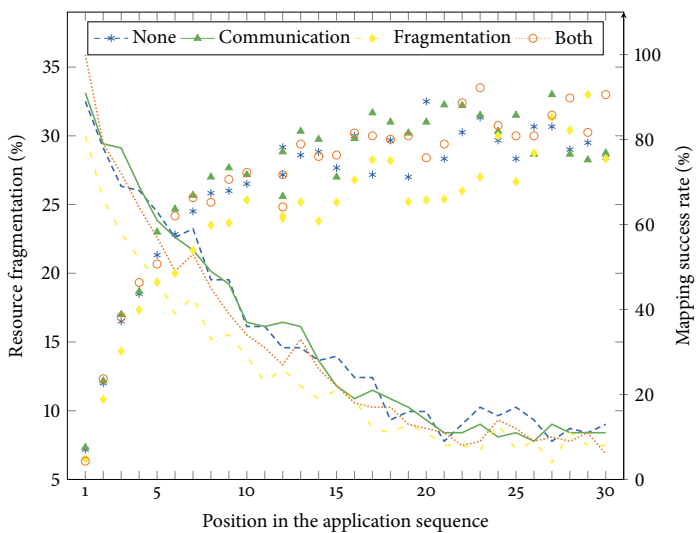 None Communication Fragmentation Both
Resource fragmentation (%)
35
30
25
20
15
10
5
100
80
60
40
20
0
Mapping success rate (%)
1 5 10 15 20 25 30
Position in the application sequence